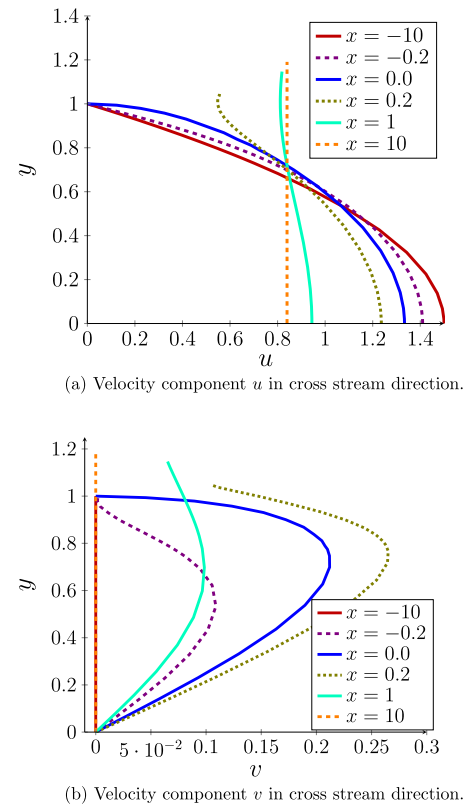 1.4
1.2
1
0.8
0.6
0.4
0.2
0
y
x = −10
x = −0.2
x = 0.0
x = 0.2
x = 1
x = 10
0 0.2 0.4 0.6 0.8 1 1.2 1.4
u
(a) Velocity component u in cross stream direction.
1.2
1
0.8
0.6
0.4
0.2
0
y
x = −10
x = −0.2
x = 0.0
x = 0.2
x = 1
x = 10
0 5 · 10⁻² 0.1 0.15 0.2 0.25 0.3
v
(b) Velocity component v in cross stream direction.